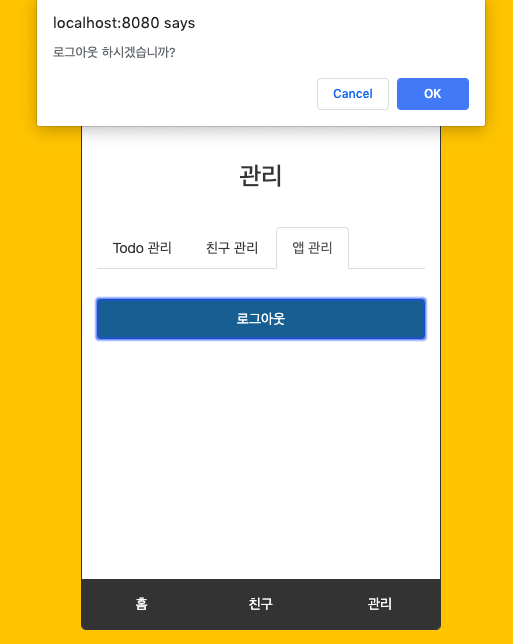 localhost:8080 says
로그아웃 하시겠습니까?
Cancel OK
관리
Todo 관리 친구 관리 앱 관리
로그아웃
홈 친구 관리